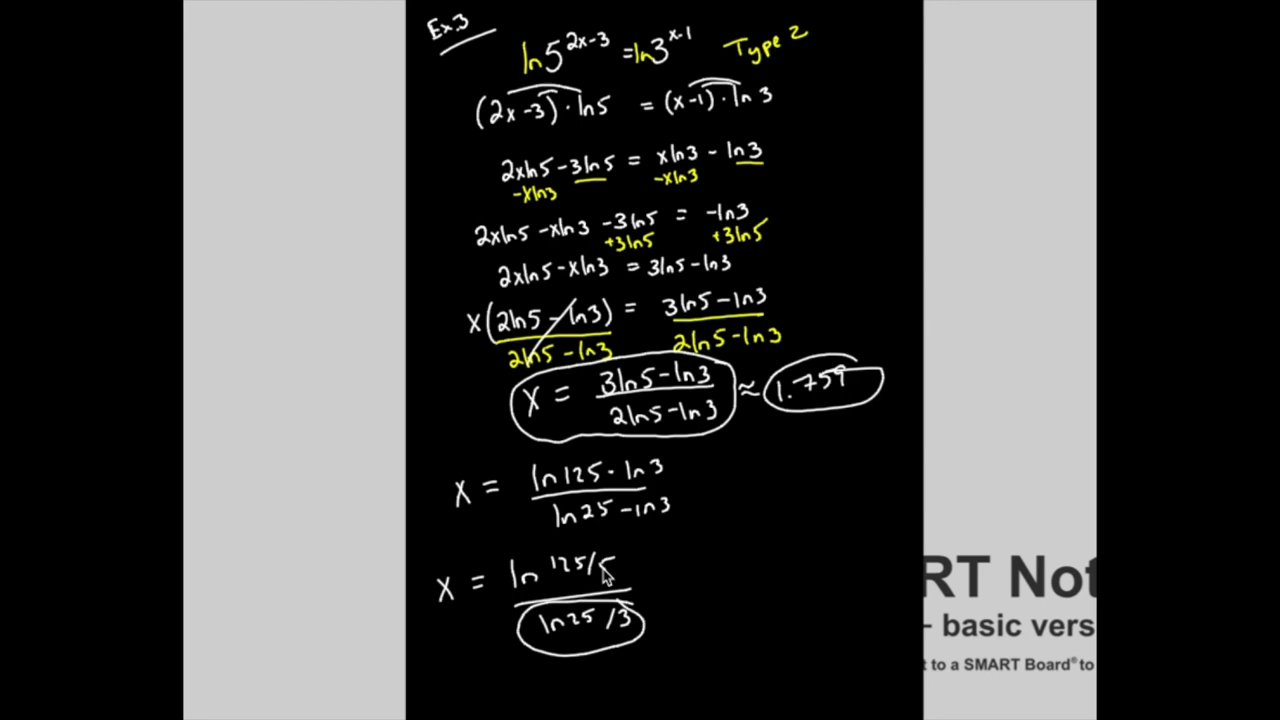 Ex.3
ln5^(2x-3) = ln3^(x-1) Type 2
(2x-3)·ln5 = (x-1)·ln3
2xln5-3ln5 = xln3 - ln3
-xln3 -xln3
2xln5-xln3 -3ln5 = -ln3
+3ln5 +3ln5
2xln5-xln3 = 3ln5-ln3
x(2ln5-ln3) = 3ln5-ln3
2ln5-ln3 2ln5-ln3
x = 3ln5-ln3 ≈ 1.759
2ln5-ln3
x = ln125-ln3
ln25-ln3
x = ln125/5
ln25/3
RT Not
- basic vers
t to a SMART Board® to